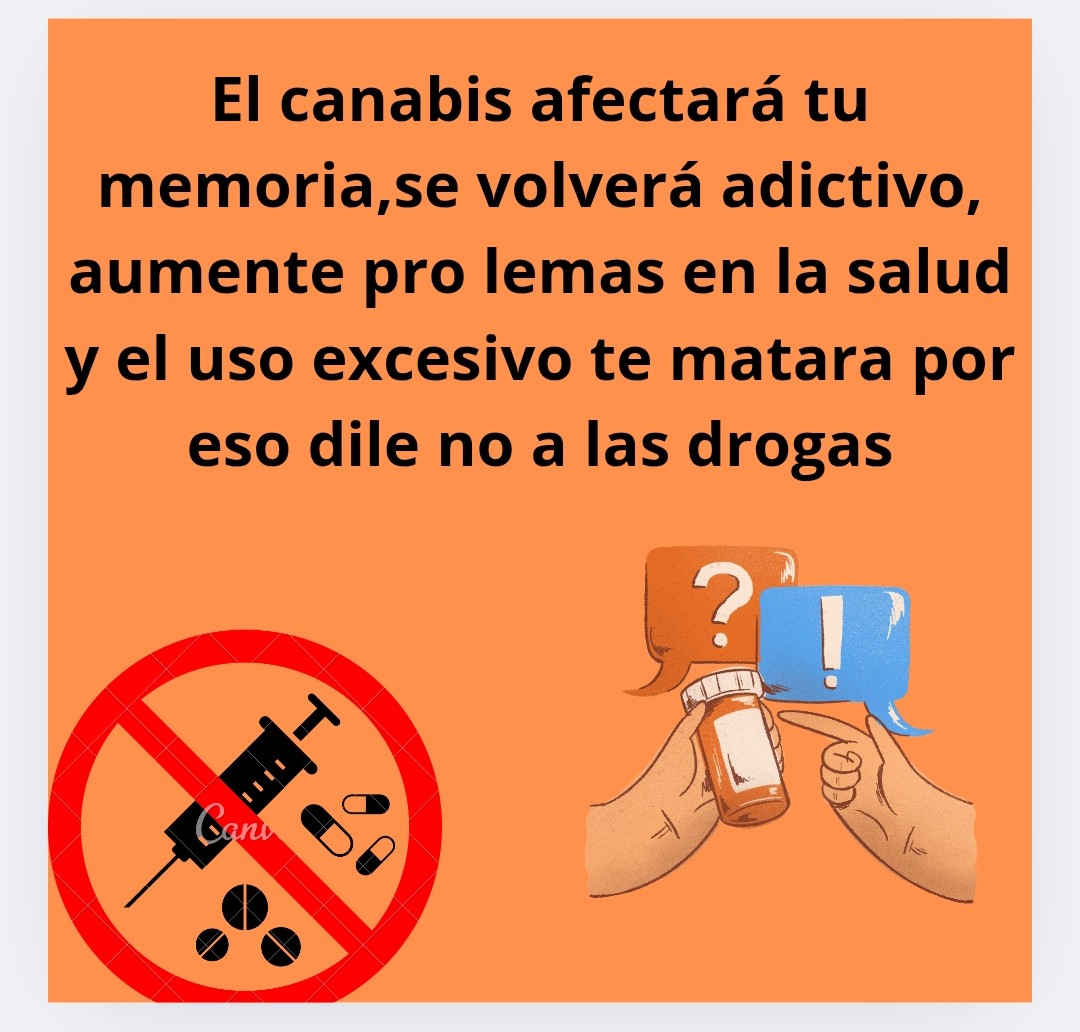 El canabis afectará tu
memoria,se volverá adictivo,
aumente pro lemas en la salud
y el uso excesivo te matara por
eso dile no a las drogas
?
!